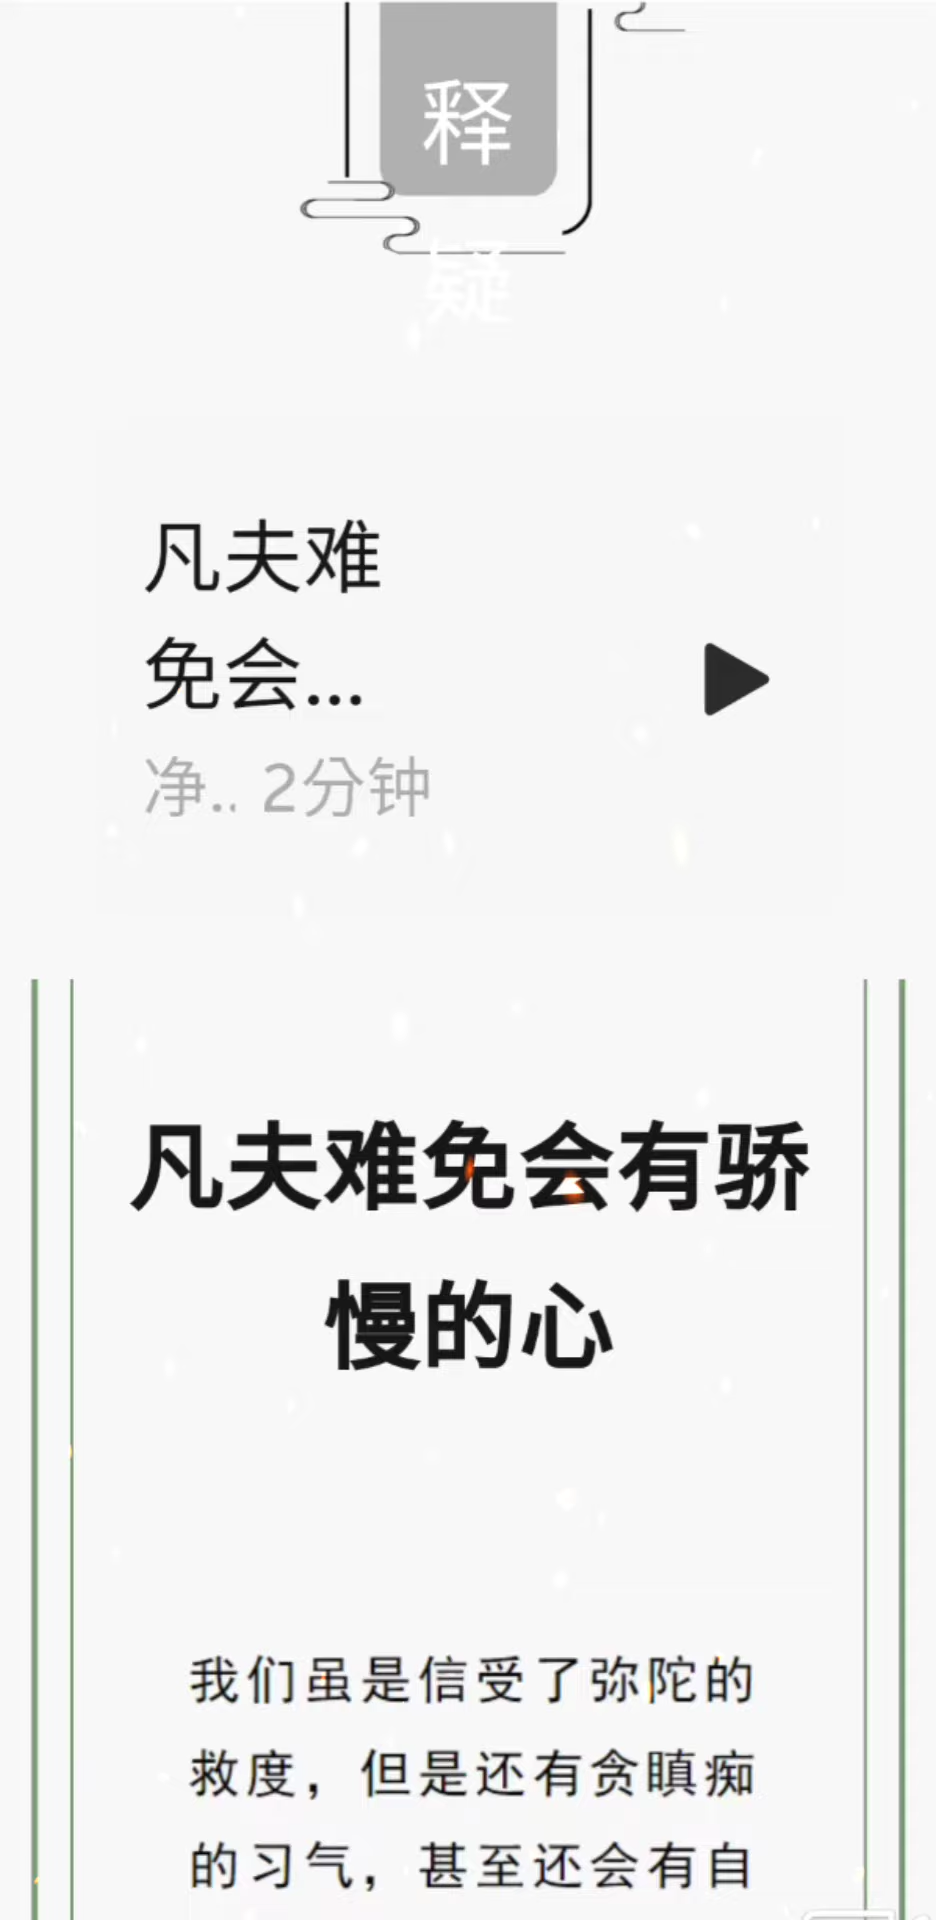 释
疑
凡夫难
免会...
净.. 2分钟
凡夫难免会有骄
慢的心
我们虽是信受了弥陀的
救度，但是还有贪瞋痴
的习气，甚至还会有自